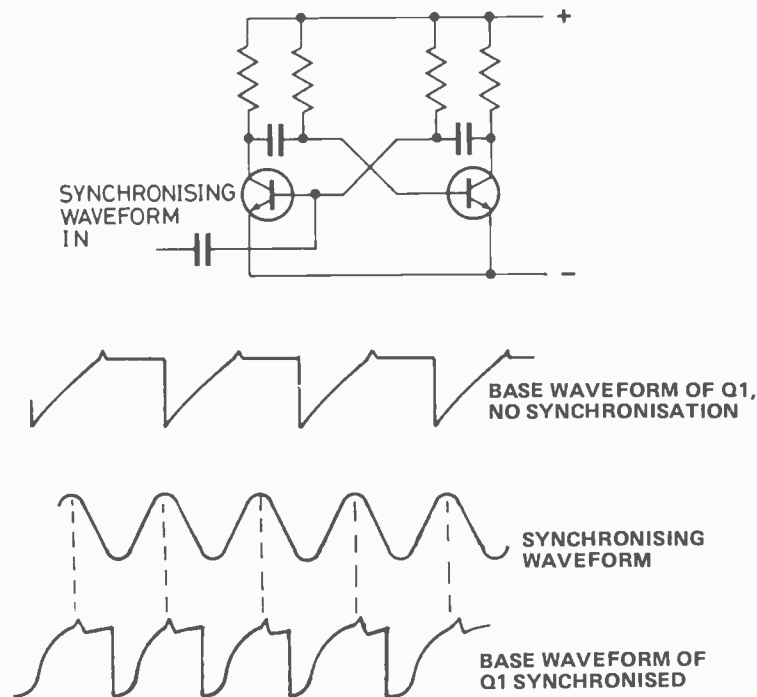 +
SYNCHRONISING
WAVEFORM
IN
-
BASE WAVEFORM OF Q1,
NO SYNCHRONISATION
SYNCHRONISING
WAVEFORM
BASE WAVEFORM OF
Q1 SYNCHRONISED